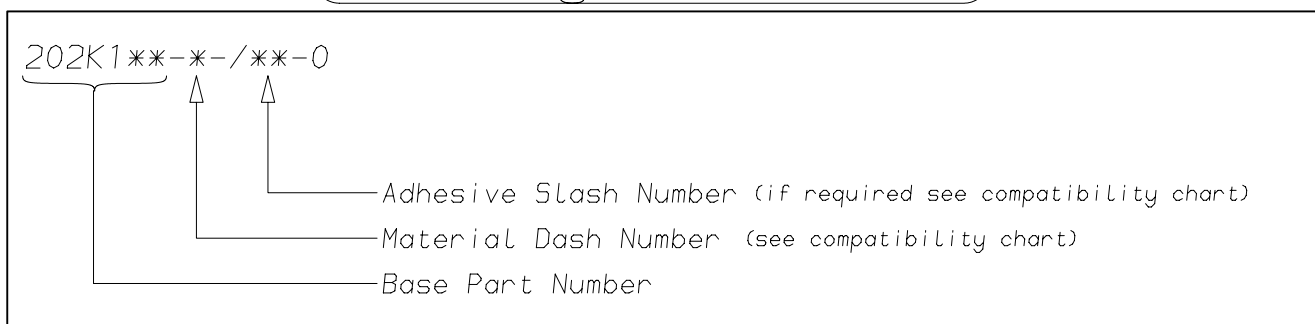 202K1**-*-/**-0
Adhesive Slash Number (if required see compatibility chart)
Material Dash Number (see compatibility chart)
Base Part Number